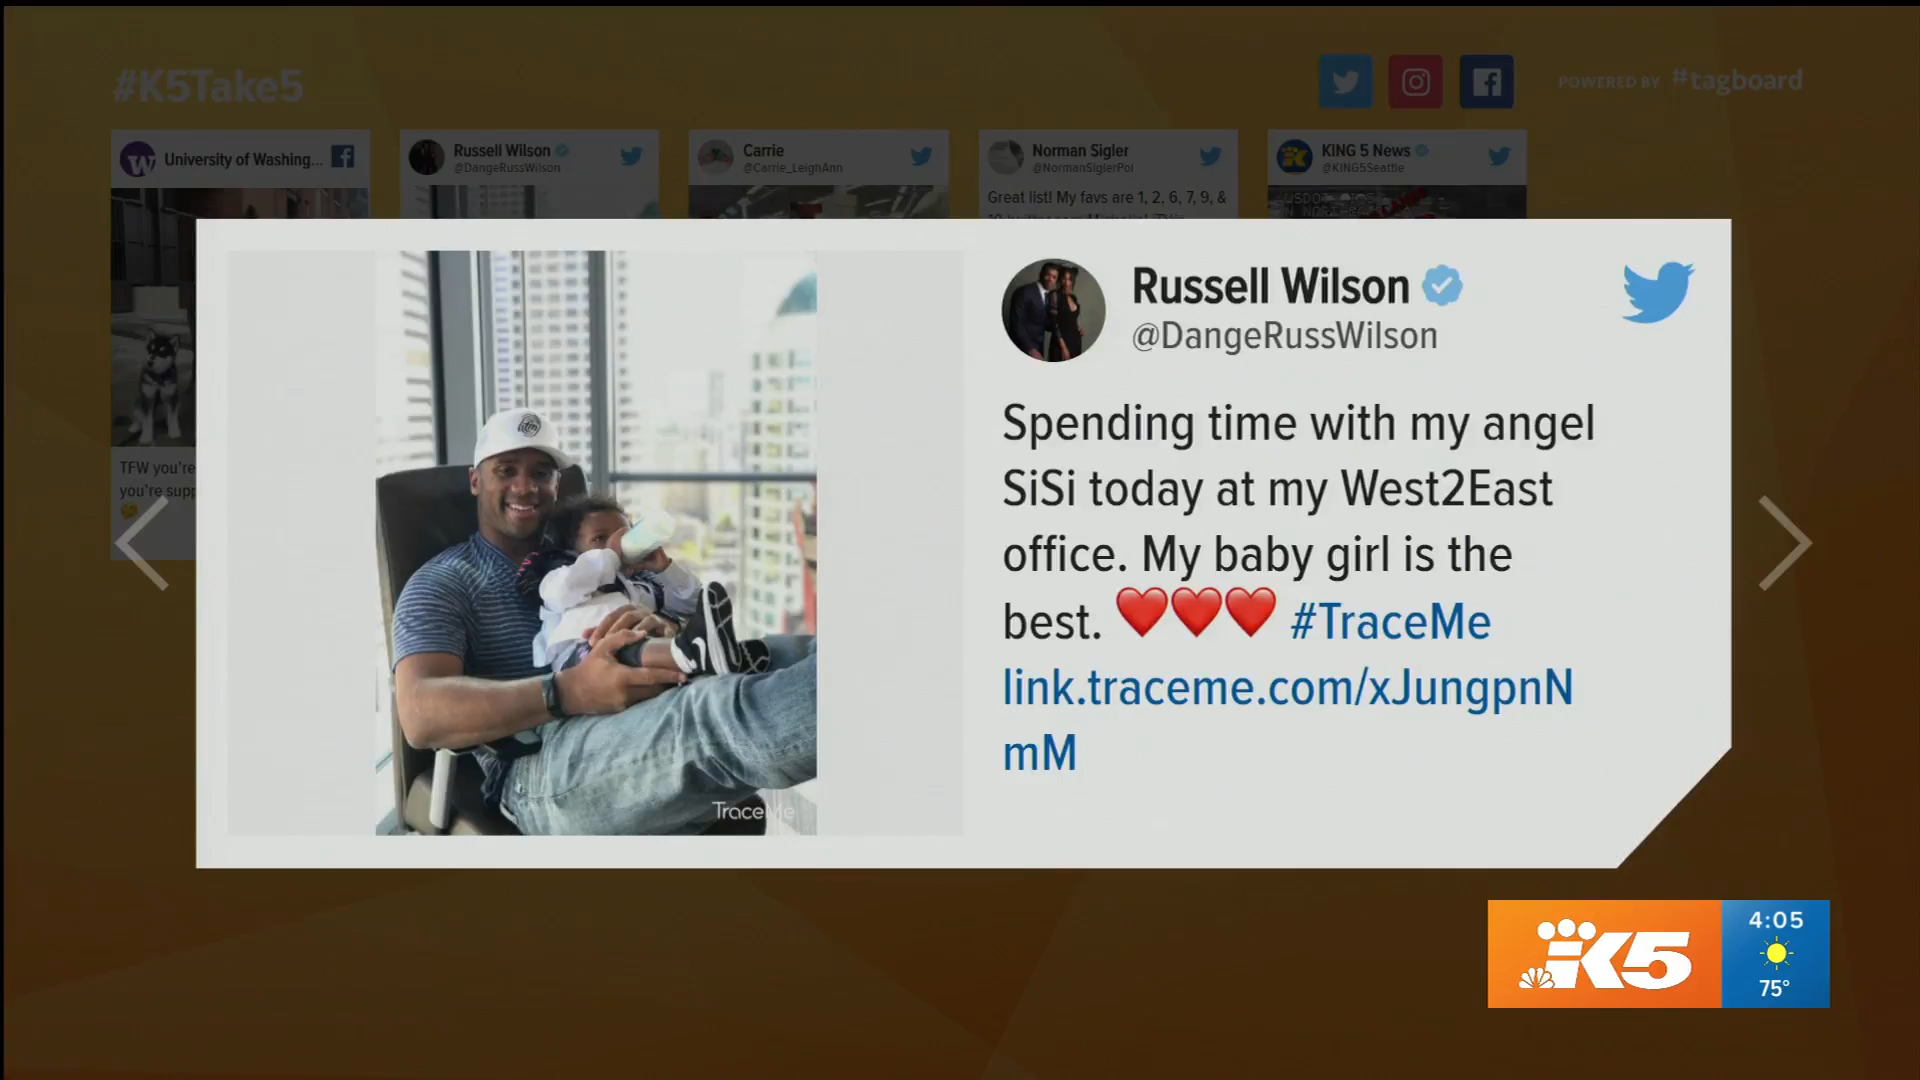 #K5Take5
POWERED BY #tagboard
University of Washing...
Russell Wilson
@DangeRussWilson
Carrie
@Carrie_LeighAnn
Norman Sigler
@NormanSiglerPol
Great list! My favs are 1, 2, 6, 7, 9, &
KING 5 News
@KING5Seattle
TFW you're
you're supp
Russell Wilson
@DangeRussWilson
Spending time with my angel
SiSi today at my West2East
office. My baby girl is the
best. ❤️❤️❤️ #TraceMe
link.traceme.com/xJungpnN
mM
TraceMe
K5
4:05
75°